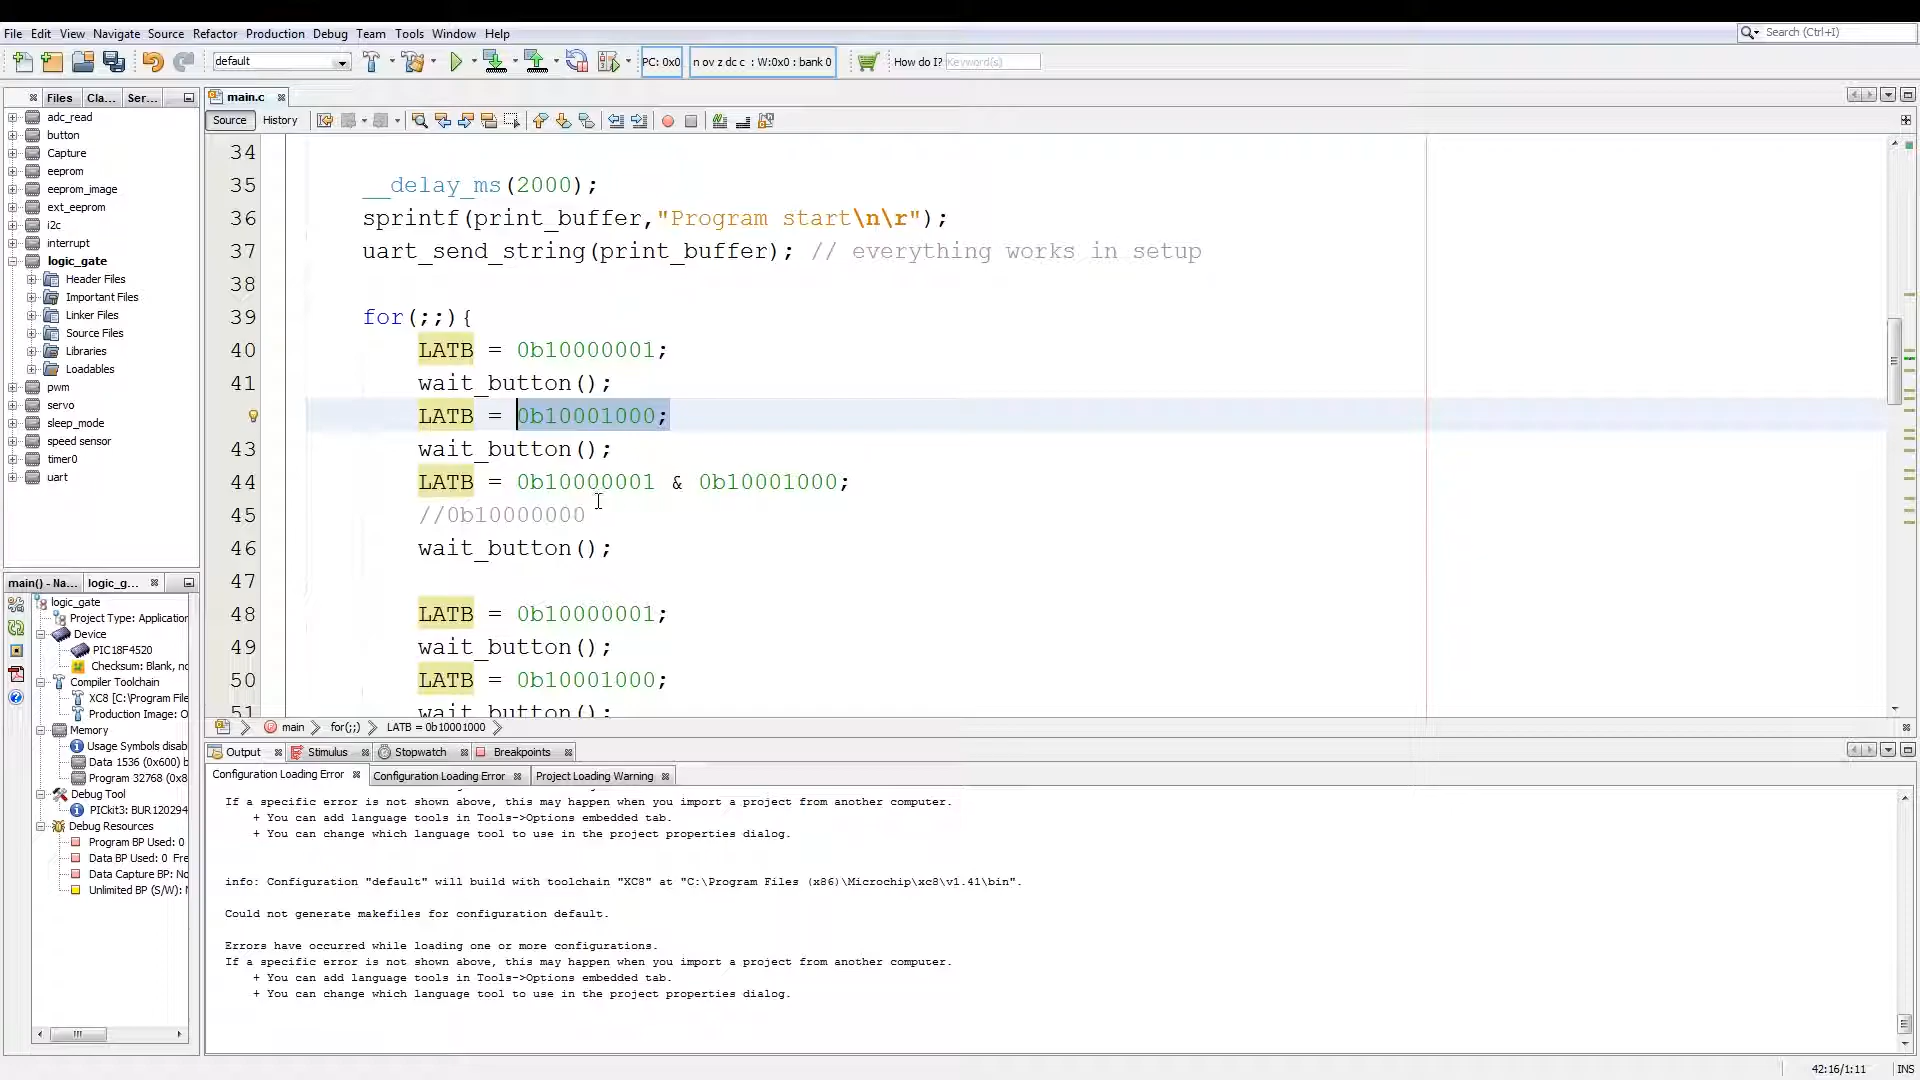 File Edit View Navigate Source Refactor Production Debug Team Tools Window Help
Search (Ctrl+I)
default
PC: 0x0
n ov z dc c : W:0x0 : bank 0
How do I?
Keyword(s)
Files Cla... Ser...
main.c
Source History
adc_read
button
Capture
eeprom
eeprom_image
ext_eeprom
i2c
interrupt
logic_gate
Header Files
Important Files
Linker Files
Source Files
Libraries
Loadables
pwm
servo
sleep_mode
speed sensor
timer0
uart
34
35 __delay_ms(2000);
36 sprintf(print_buffer,"Program start\n\r");
37 uart_send_string(print_buffer); // everything works in setup
38
39 for(;;){
40 LATB = 0b10000001;
41 wait_button();
LATB = 0b10001000;
43 wait_button();
44 LATB = 0b10000001 & 0b10001000;
45 //0b10000000
46 wait_button();
47
48 LATB = 0b10000001;
49 wait_button();
50 LATB = 0b10001000;
51 wait_button();
main for(;;) LATB = 0b10001000
main() - Na... logic_g...
logic_gate
Project Type: Application
Device
PIC18F4520
Checksum: Blank, no
Compiler Toolchain
XC8 [C:\Program File
Production Image: O
Memory
Usage Symbols disab
Data 1536 (0x600) b
Program 32768 (0x8
Debug Tool
PICkit3: BUR120294
Debug Resources
Program BP Used: 0
Data BP Used: 0 Fre
Data Capture BP: No
Unlimited BP (S/W):
Output Stimulus Stopwatch Breakpoints
Configuration Loading Error Configuration Loading Error Project Loading Warning
If a specific error is not shown above, this may happen when you import a project from another computer.
+ You can add language tools in Tools->Options embedded tab.
+ You can change which language tool to use in the project properties dialog.
info: Configuration "default" will build with toolchain "XC8" at "C:\Program Files (x86)\Microchip\xc8\v1.41\bin".
Could not generate makefiles for configuration default.
Errors have occurred while loading one or more configurations.
If a specific error is not shown above, this may happen when you import a project from another computer.
+ You can add language tools in Tools->Options embedded tab.
+ You can change which language tool to use in the project properties dialog.
42:16/1:11 INS